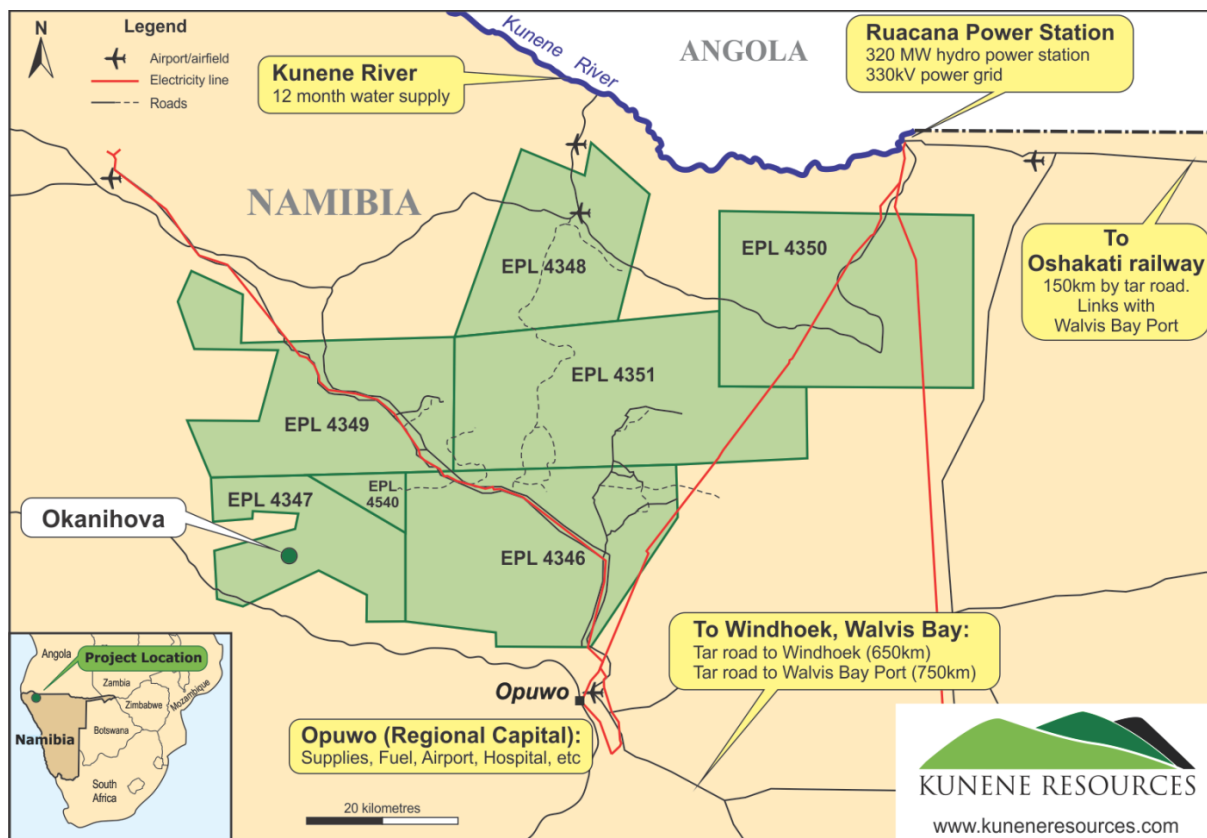 N
Legend
Airport/airfield
Electricity line
Roads
Kunene River
12 month water supply
Kunene
River
ANGOLA
Ruacana Power Station
320 MW hydro power station
330kV power grid
NAMIBIA
To
Oshakati railway
150km by tar road.
Links with
Walvis Bay Port
EPL 4348
EPL 4350
EPL 4351
EPL 4349
EPL 4347
EPL
4540
EPL 4346
Okanihova
To Windhoek, Walvis Bay:
Tar road to Windhoek (650km)
Tar road to Walvis Bay Port (750km)
Opuwo
Opuwo (Regional Capital):
Supplies, Fuel, Airport, Hospital, etc
20 kilometres
Angola
Project Location
Zambia
Zimbabwe
Mozambique
Botswana
Namibia
South
Africa
KUNENE RESOURCES
www.kuneneresources.com